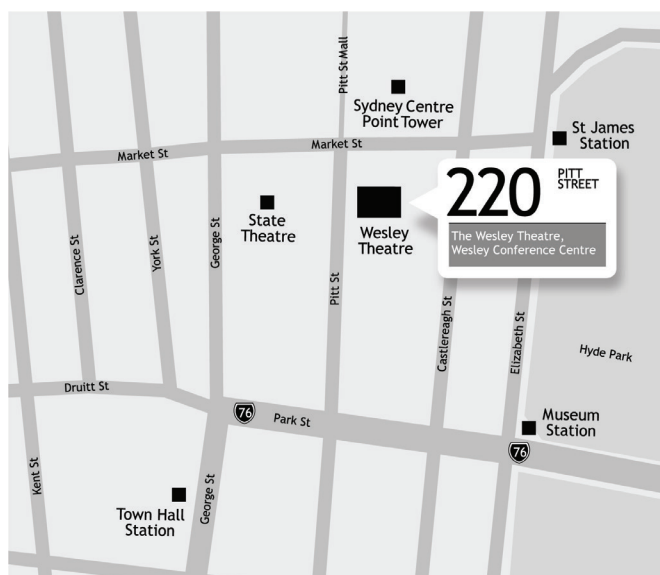 Pitt St Mall
Sydney Centre
Point Tower
St James
Station
Market St
Market St
220
PITT
STREET
The Wesley Theatre,
Wesley Conference Centre
State
Theatre
Wesley
Theatre
Clarence St
York St
George St
Pitt St
Castlereagh St
Elizabeth St
Hyde Park
Druitt St
76
Park St
Museum
Station
76
Kent St
Town Hall
Station
George St